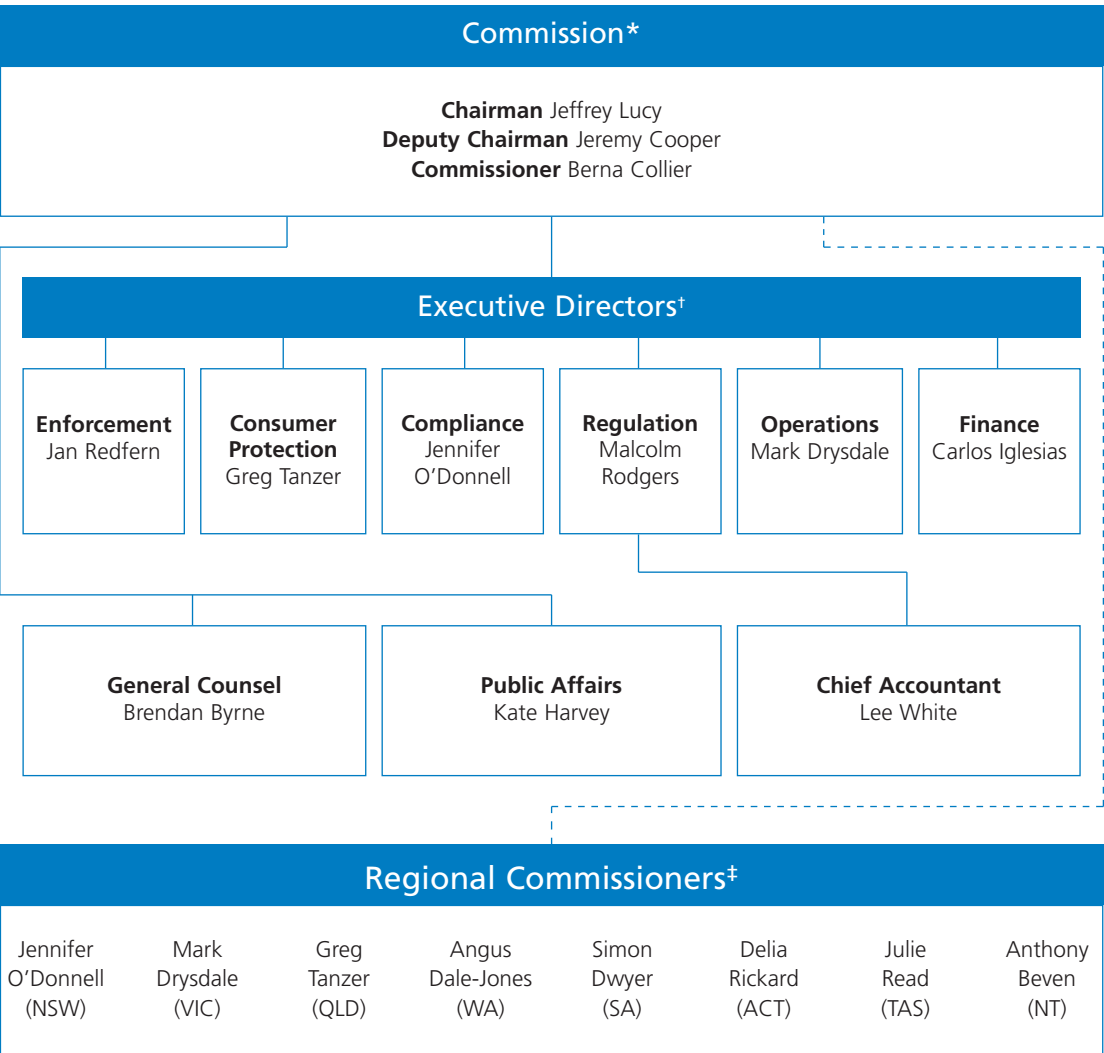 Commission*
Chairman Jeffrey Lucy
Deputy Chairman Jeremy Cooper
Commissioner Berna Collier
Executive Directors†
Enforcement
Jan Redfern
Consumer
Protection
Greg Tanzer
Compliance
Jennifer
O’Donnell
Regulation
Malcolm
Rodgers
Operations
Mark Drysdale
Finance
Carlos Iglesias
General Counsel
Brendan Byrne
Public Affairs
Kate Harvey
Chief Accountant
Lee White
Regional Commissioners‡
Jennifer
O’Donnell
(NSW)
Mark
Drysdale
(VIC)
Greg
Tanzer
(QLD)
Angus
Dale-Jones
(WA)
Simon
Dwyer
(SA)
Delia
Rickard
(ACT)
Julie
Read
(TAS)
Anthony
Beven
(NT)